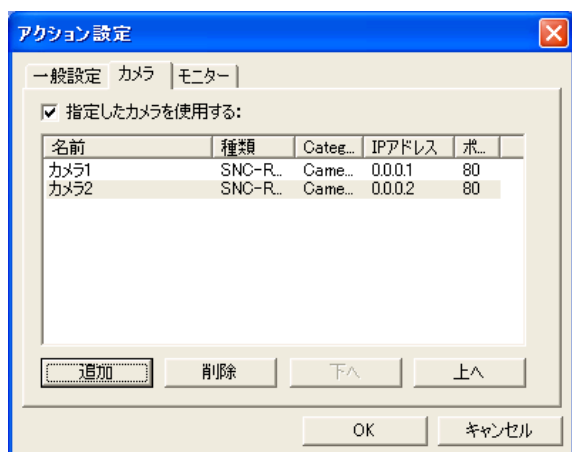 アクション設定
一般設定 カメラ モニター
指定したカメラを使用する:
名前 種類 Categ... IPアドレス ポ...
カメラ1 SNC-R... Came... 0.0.0.1 80
カメラ2 SNC-R... Came... 0.0.0.2 80
追加 削除 下へ 上へ
OK キャンセル